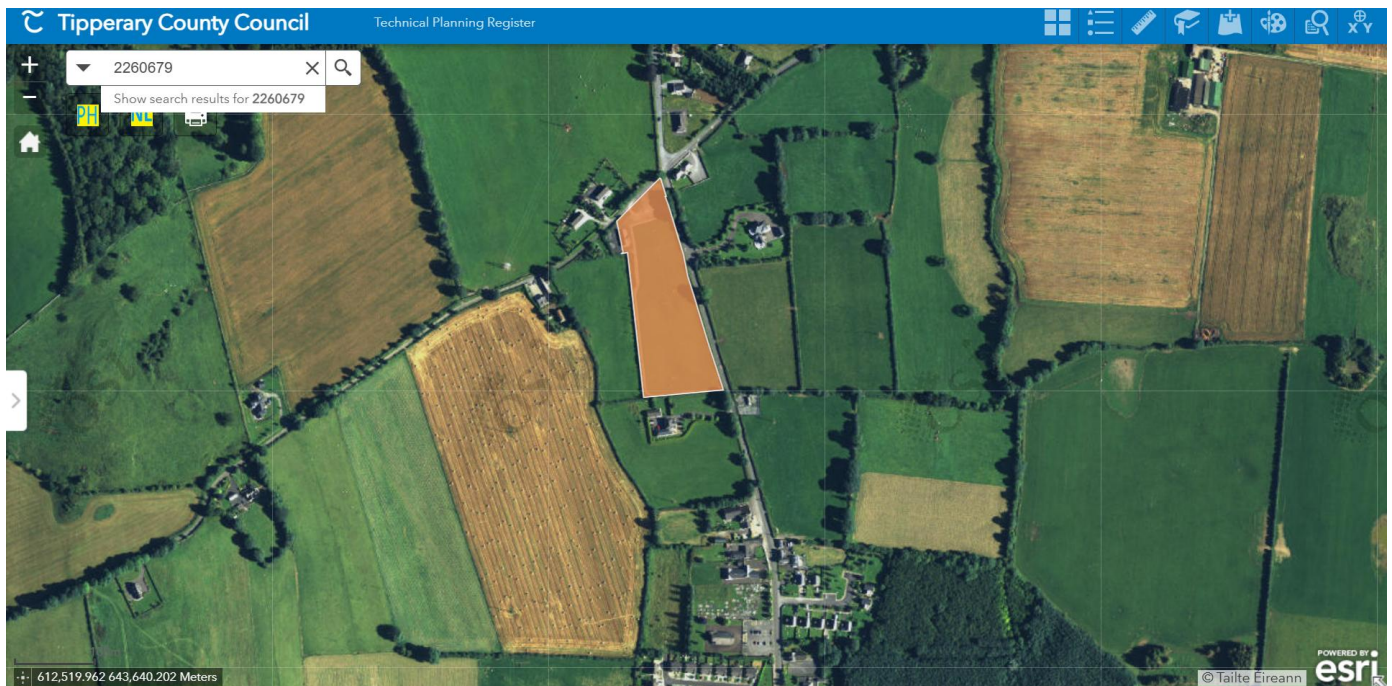 Tipperary County Council
Technical Planning Register
XY
+
2260679
Show search results for 2260679
−
PH NL
612,519.962 643,640.202 Meters
© Tailte Éireann
POWERED BY
esri